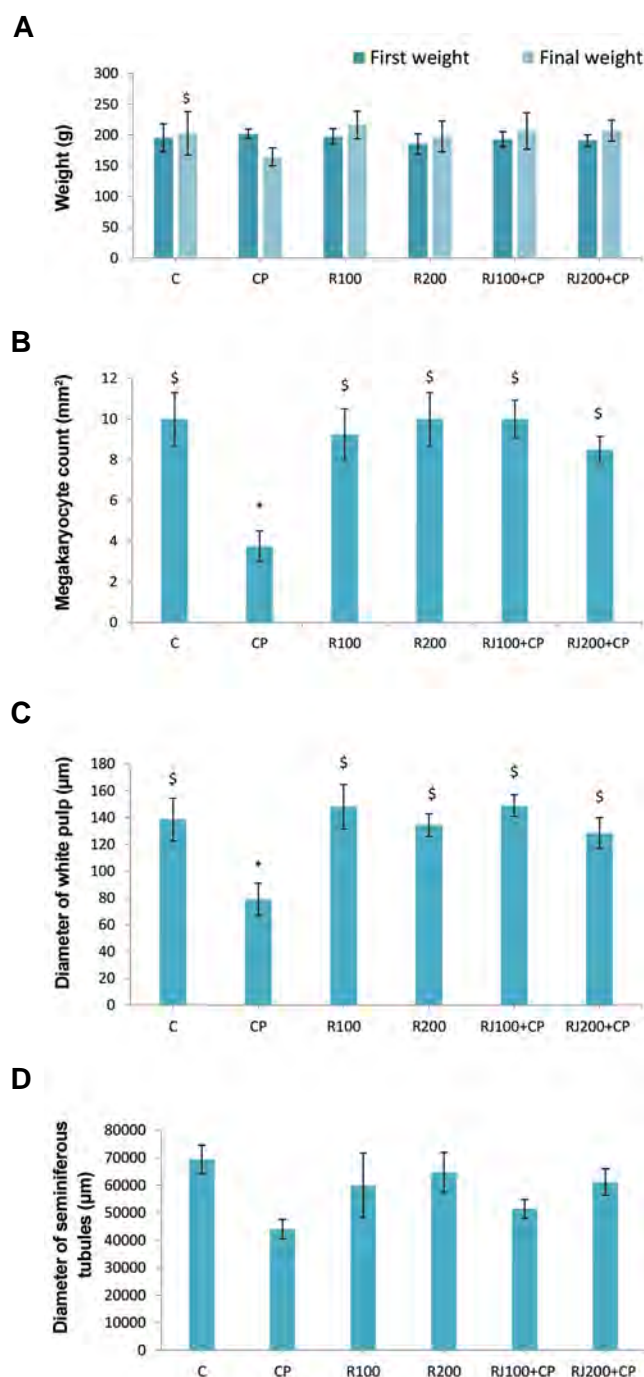 A
First weight Final weight
Weight (g)
300
250
200
150
100
50
0
$
C CP R100 R200 RJ100+CP RJ200+CP
B
Megakaryocyte count (mm²)
12
10
8
6
4
2
0
$ * $ $ $ $
C CP R100 R200 RJ100+CP RJ200+CP
C
Diameter of white pulp (µm)
180
160
140
120
100
80
60
40
20
0
$ * $ $ $ $
C CP R100 R200 RJ100+CP RJ200+CP
D
Diameter of seminiferous
tubules (µm)
80000
70000
60000
50000
40000
30000
20000
10000
0
C CP R100 R200 RJ100+CP RJ200+CP